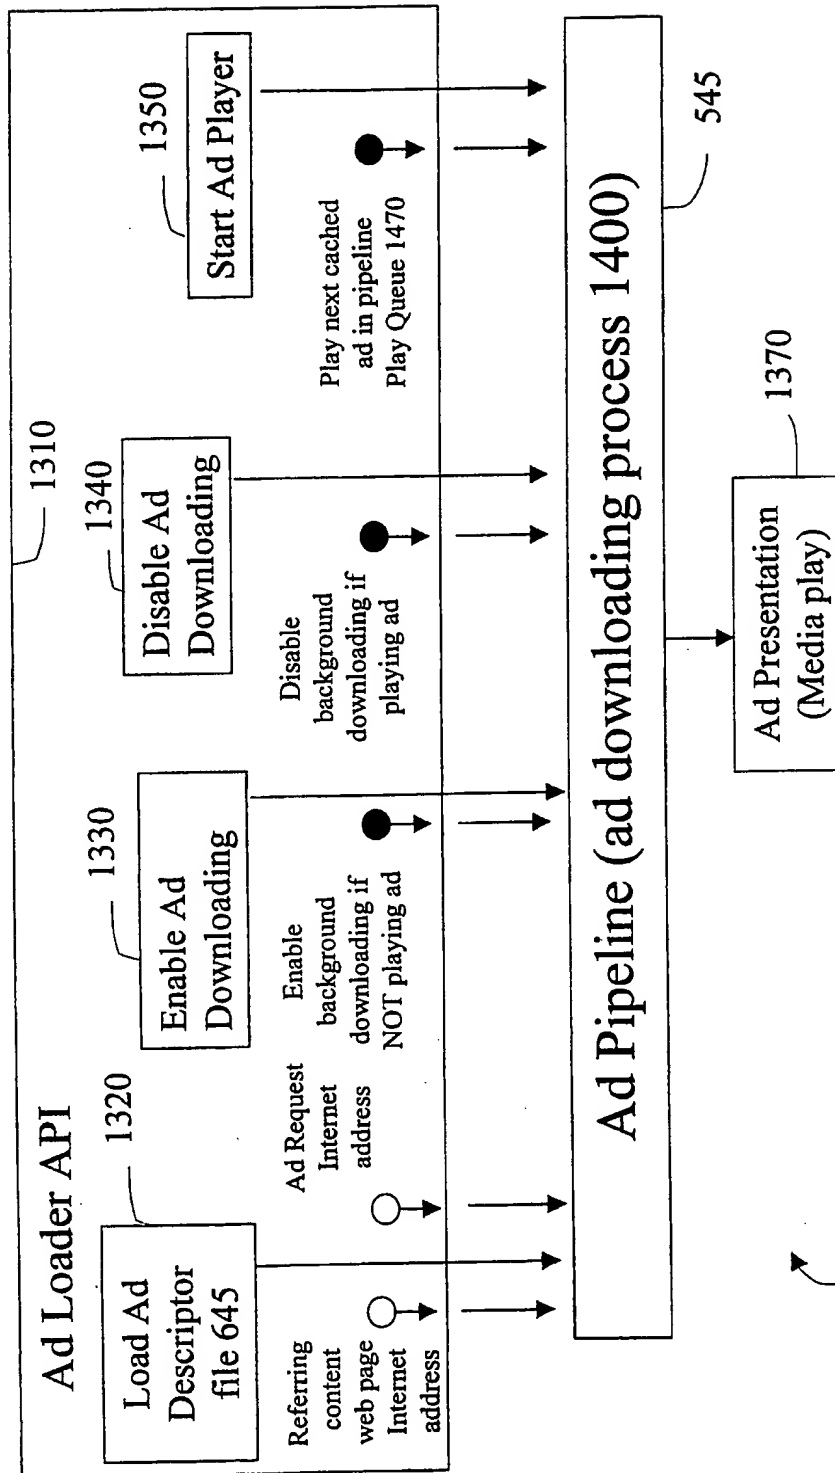 Ad Loader API
1310
1320
Load Ad
Descriptor
file 645
1330
Enable Ad
Downloading
1340
Disable Ad
Downloading
1350
Start Ad Player
Referring
content
web page
Internet
address
Ad Request
Internet
address
Enable
background
downloading if
NOT playing ad
Disable
background
downloading if
playing ad
Play next cached
ad in pipeline
Play Queue 1470
Ad Pipeline (ad downloading process 1400)
545
Ad Presentation
(Media play)
1370